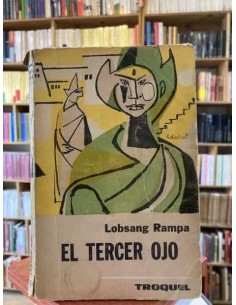 Lobsang Rampa
EL TERCER OJO
TROQUEL